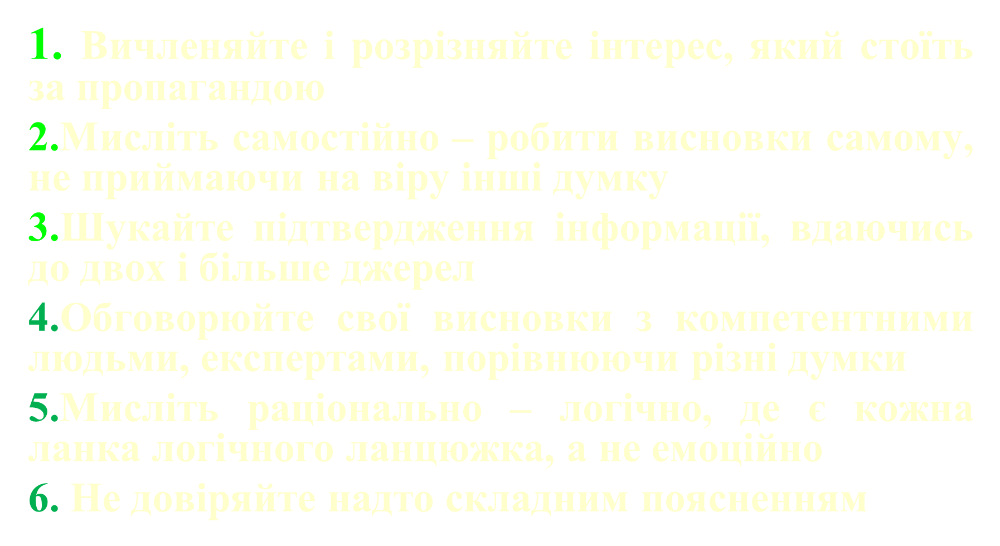 1. Вичленяйте і розрізняйте інтерес, який стоїть
за пропагандою
2.Мисліть самостійно – робити висновки самому,
не приймаючи на віру інші думку
3.Шукайте підтвердження інформації, вдаючись
до двох і більше джерел
4.Обговорюйте свої висновки з компетентними
людьми, експертами, порівнюючи різні думки
5.Мисліть раціонально – логічно, де є кожна
ланка логічного ланцюжка, а не емоційно
6. Не довіряйте надто складним поясненням